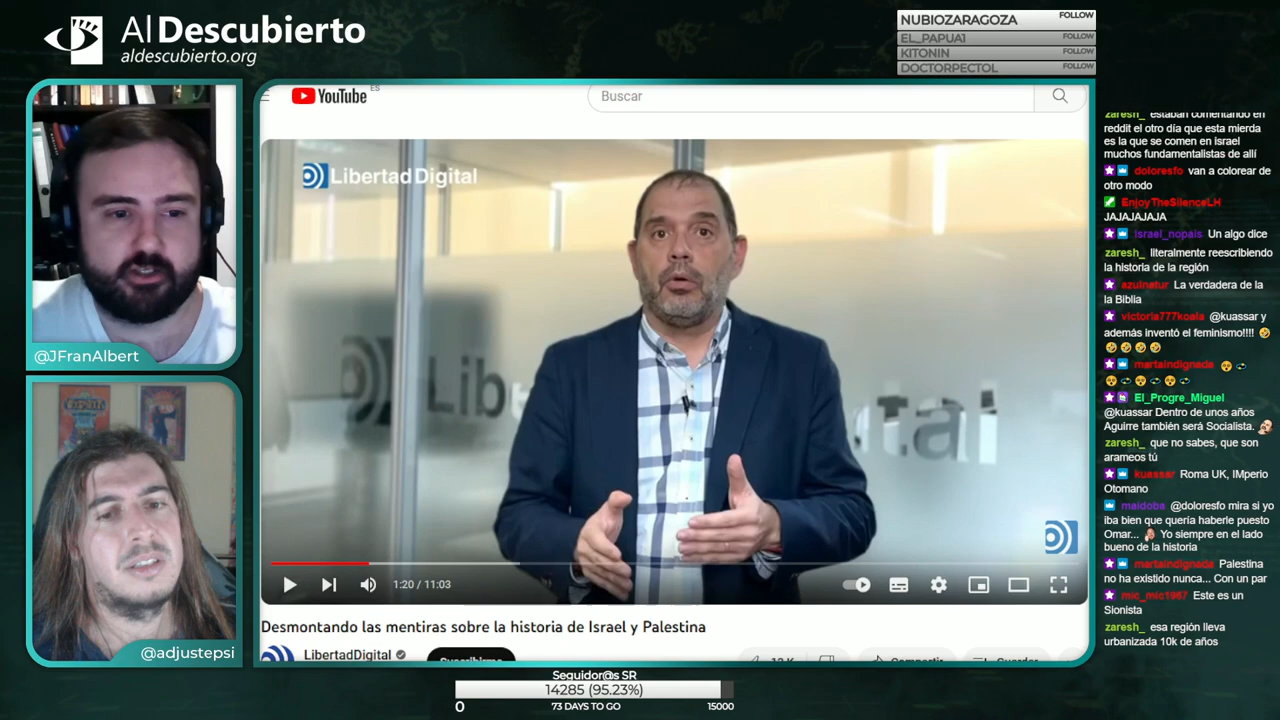 Al Descubierto
aldescubierto.org
NUBIOZARAGOZA FOLLOW
EL_PAPUA1 FOLLOW
KITONIN FOLLOW
DOCTORPECTOL FOLLOW
YouTube ES
Buscar
Libertad Digital
Lib
ital
@JFranAlbert
@adjustepsi
1:20 / 11:03
Desmontando las mentiras sobre la historia de Israel y Palestina
LibertadDigital
Suscribirme
12 K
Compartir
Guardar
zaresh_ estaban comentando en
reddit el otro día que esta mierda
es la que se comen en israel
muchos fundamentalistas de allí
doloresfo van a colorear de
otro modo
EnjoyTheSilenceLH
JAJAJAJAJA
israel_nopais Un algo dice
zaresh_ literalmente reescribiendo
la historia de la región
azulnatur La verdadera de la
la Biblia
victoria777koala @kuassar y
además inventó el feminismo!!!!
martaindignada
El_Progre_Miguel
@kuassar Dentro de unos años
Aguirre también será Socialista.
zaresh_ que no sabes, que son
arameos tú
kuassar Roma UK, IMperio
Otomano
maidoba @doloresfo mira si yo
iba bien que quería haberle puesto
Omar... Yo siempre en el lado
bueno de la historia
martaindignada Palestina
no ha existido nunca... Con un par
mic_mic1967 Este es un
Sionista
zaresh_ esa región lleva
urbanizada 10k de años
Seguidor@s SR
14285 (95.23%)
0 73 DAYS TO GO 15000